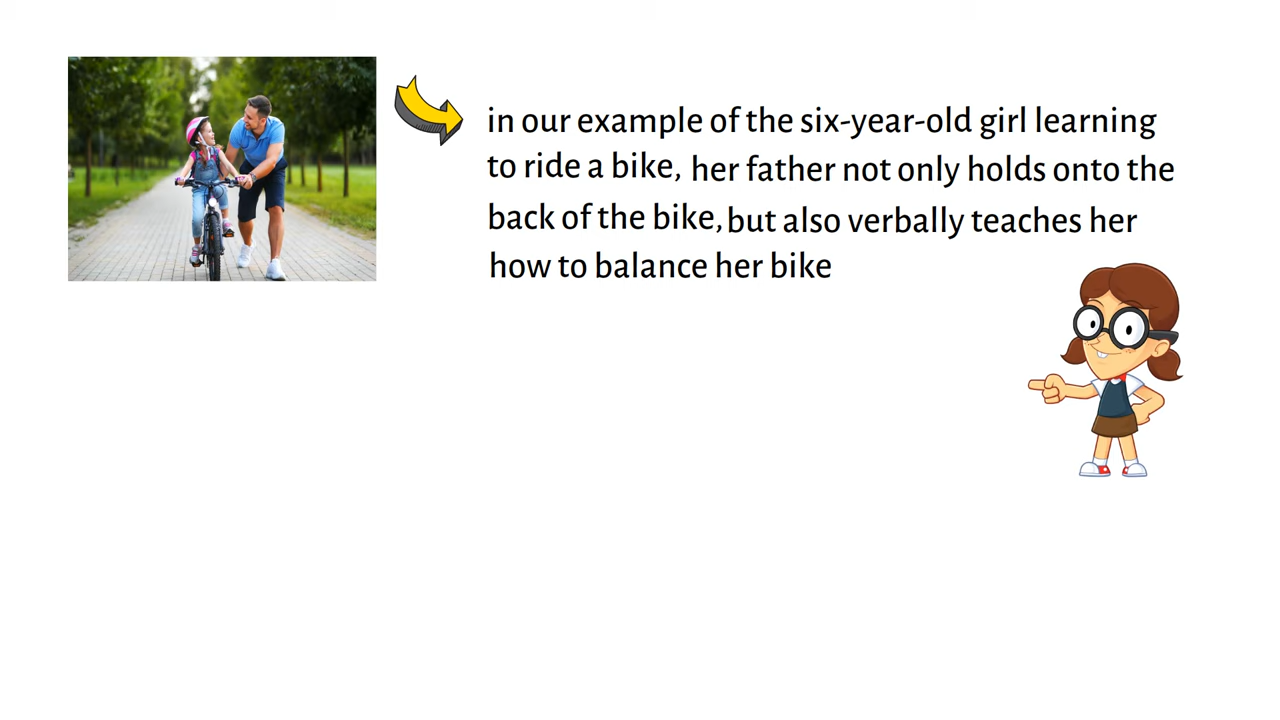 in our example of the six-year-old girl learning
to ride a bike, her father not only holds onto the
back of the bike, but also verbally teaches her
how to balance her bike